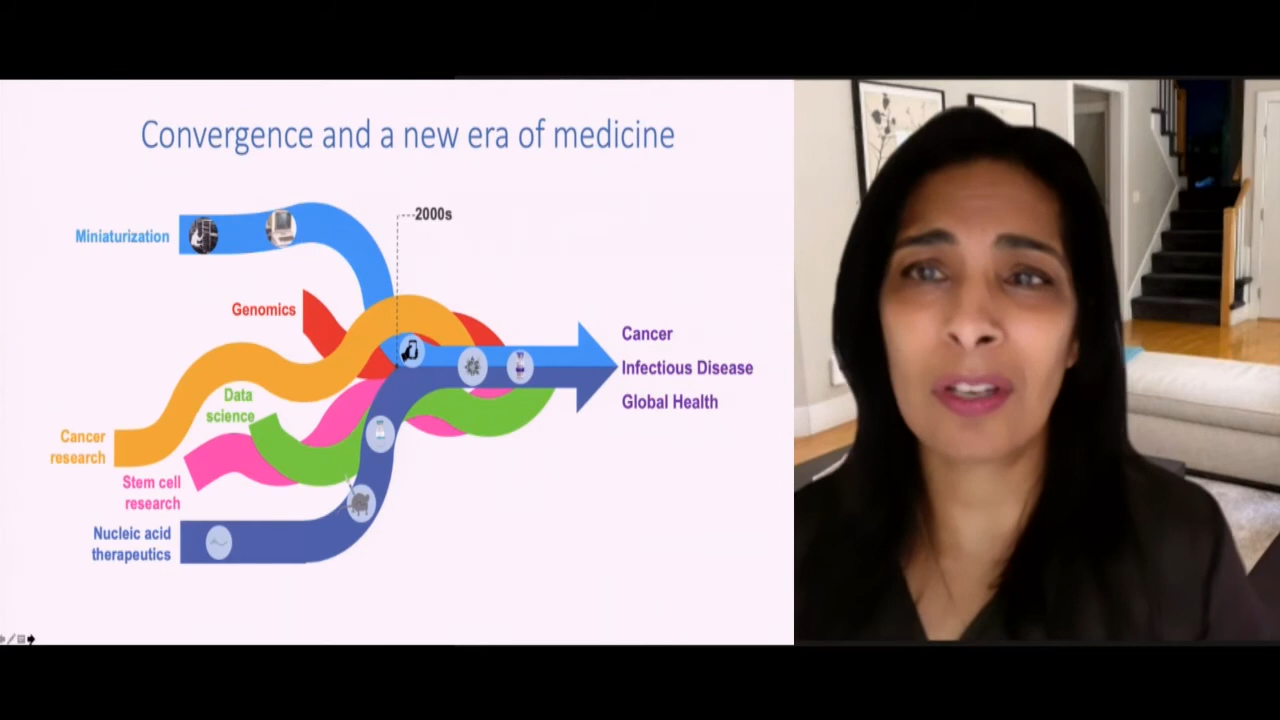 Convergence and a new era of medicine
2000s
Miniaturization
Genomics
Data
science
Cancer
research
Stem cell
research
Nucleic acid
therapeutics
Cancer
Infectious Disease
Global Health